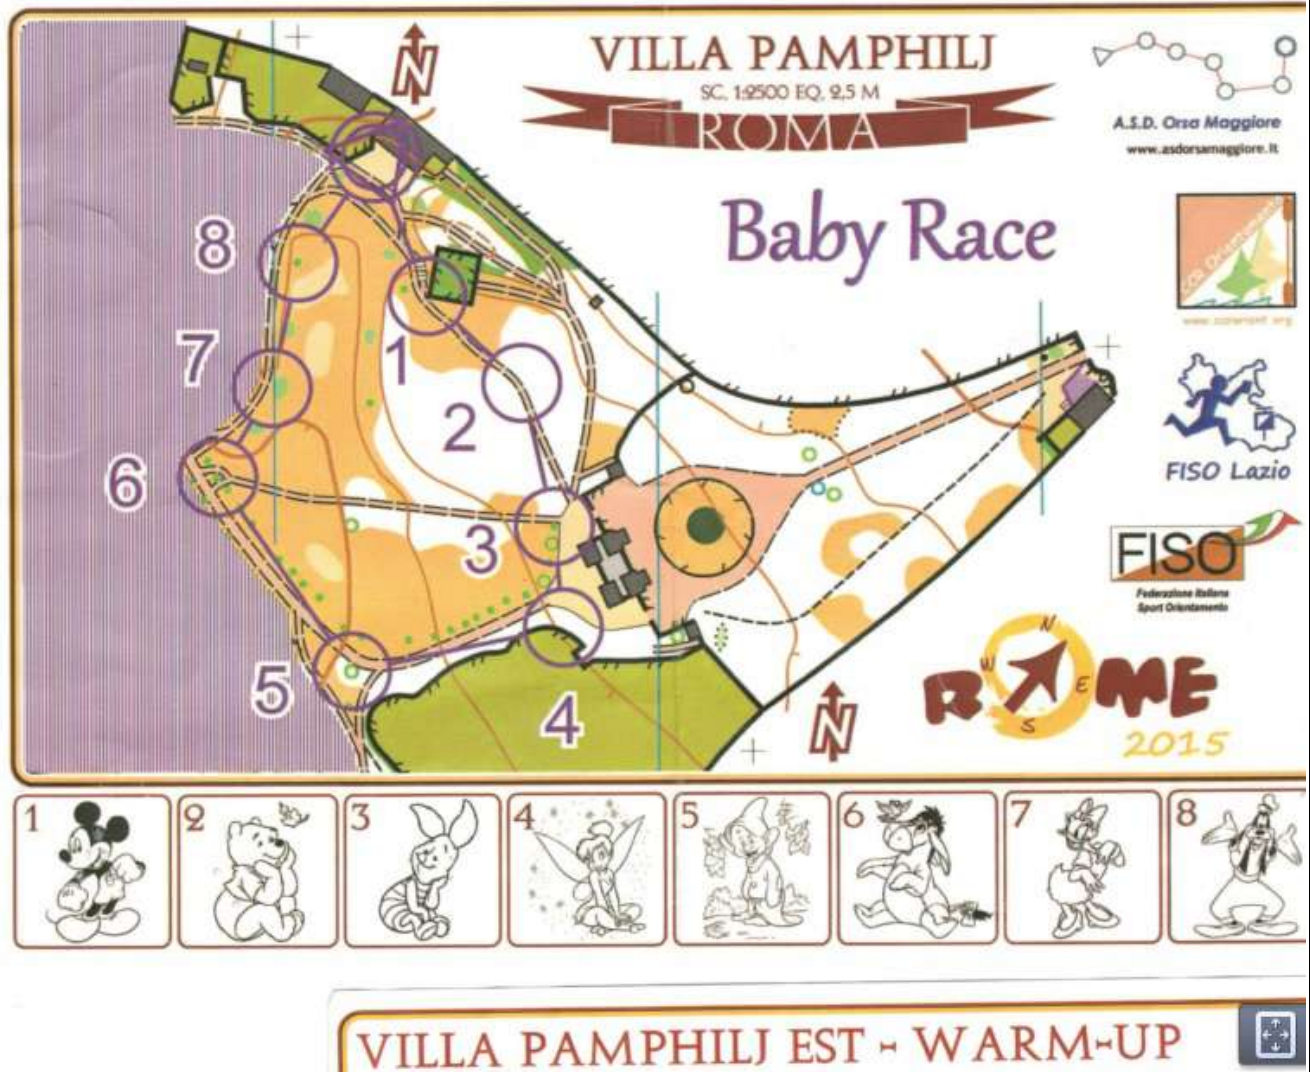 VILLA PAMPHILJ
SC. 1:2500 EQ. 2,5 M
ROMA
A.S.D. Orsa Maggiore
www.asdorsamaggiore.it
Baby Race
N
8
7
1
2
6
3
5
4
FISO Lazio
FISO
Federazione Italiana
Sport Orientamento
N
W
E
S
ROME
2015
N
1
2
3
4
5
6
7
8
VILLA PAMPHILJ EST - WARM-UP